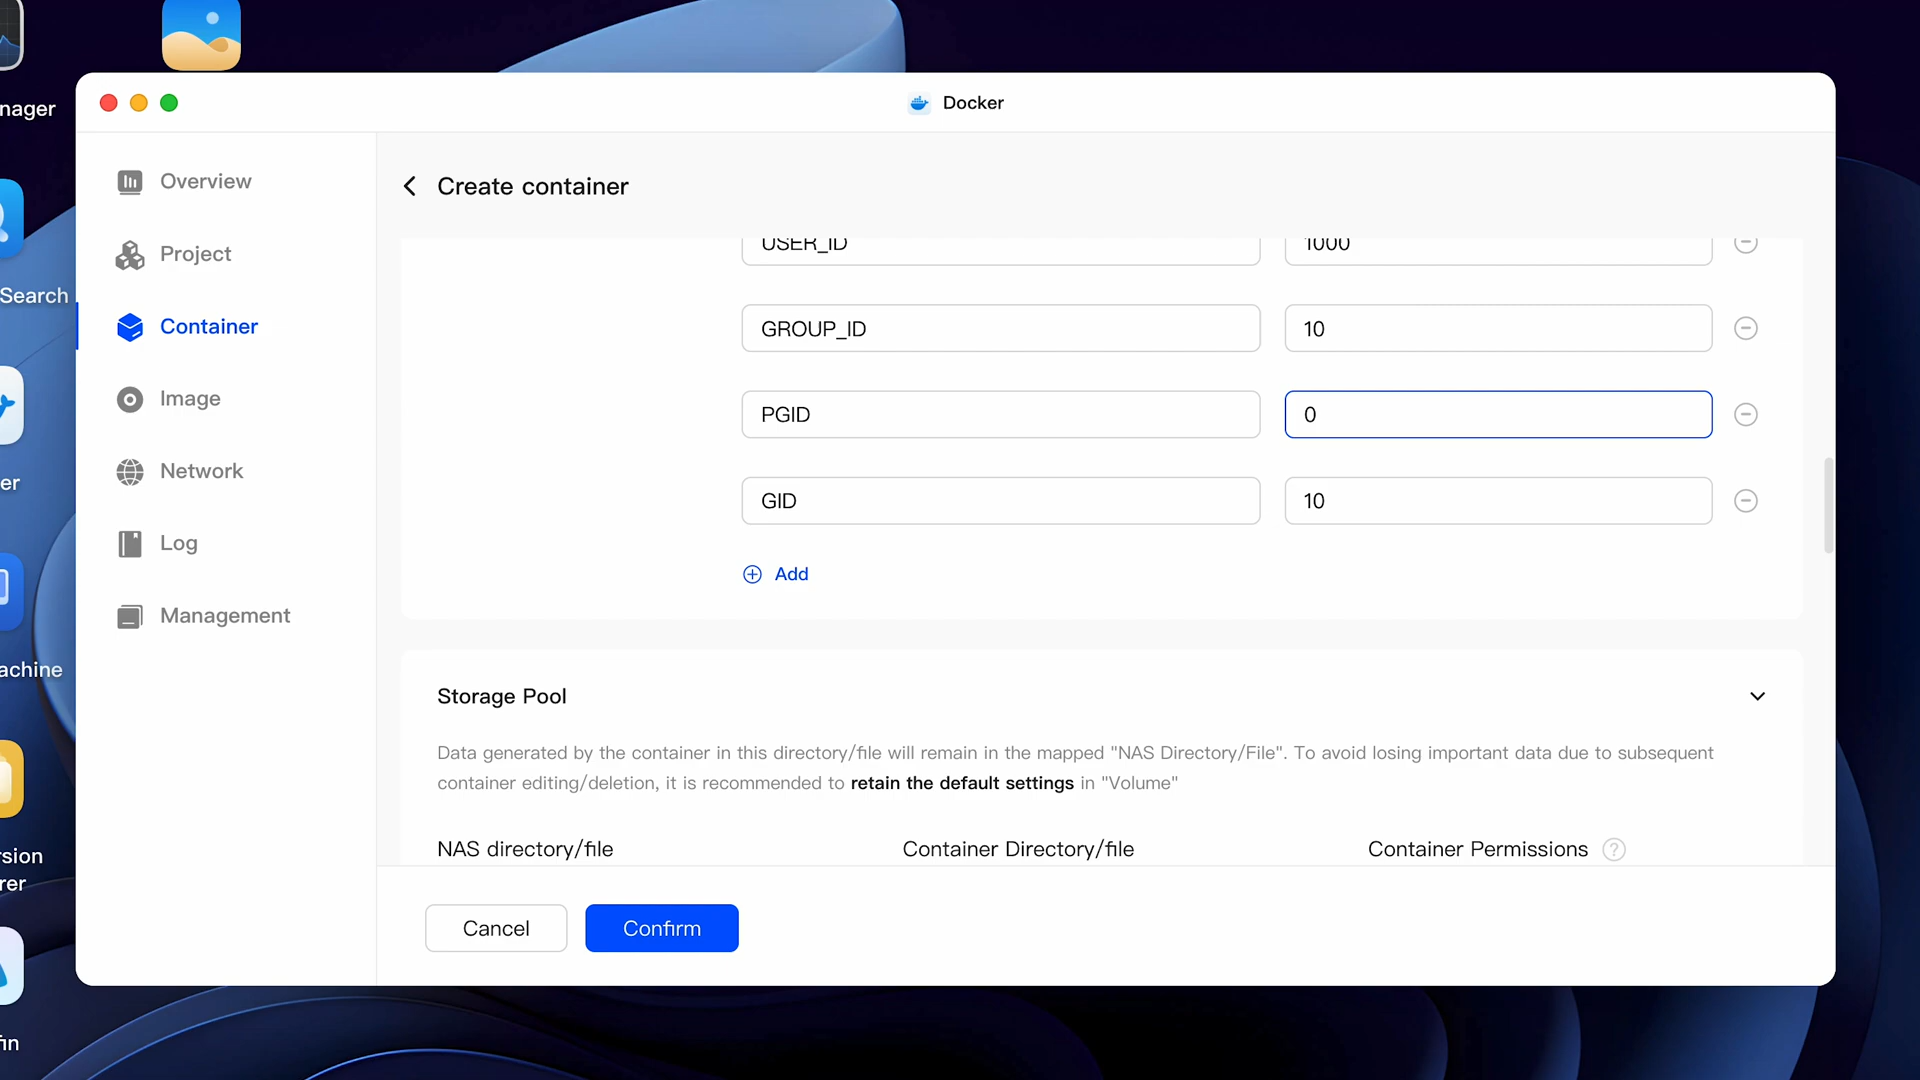 Docker
nager
Search
er
achine
sion
rer
fin
Overview
Project
Container
Image
Network
Log
Management
Create container
USER_ID 1000
GROUP_ID 10
PGID 0
GID 10
Add
Storage Pool
Data generated by the container in this directory/file will remain in the mapped "NAS Directory/File". To avoid losing important data due to subsequent
container editing/deletion, it is recommended to retain the default settings in "Volume"
NAS directory/file Container Directory/file Container Permissions ?
Cancel Confirm